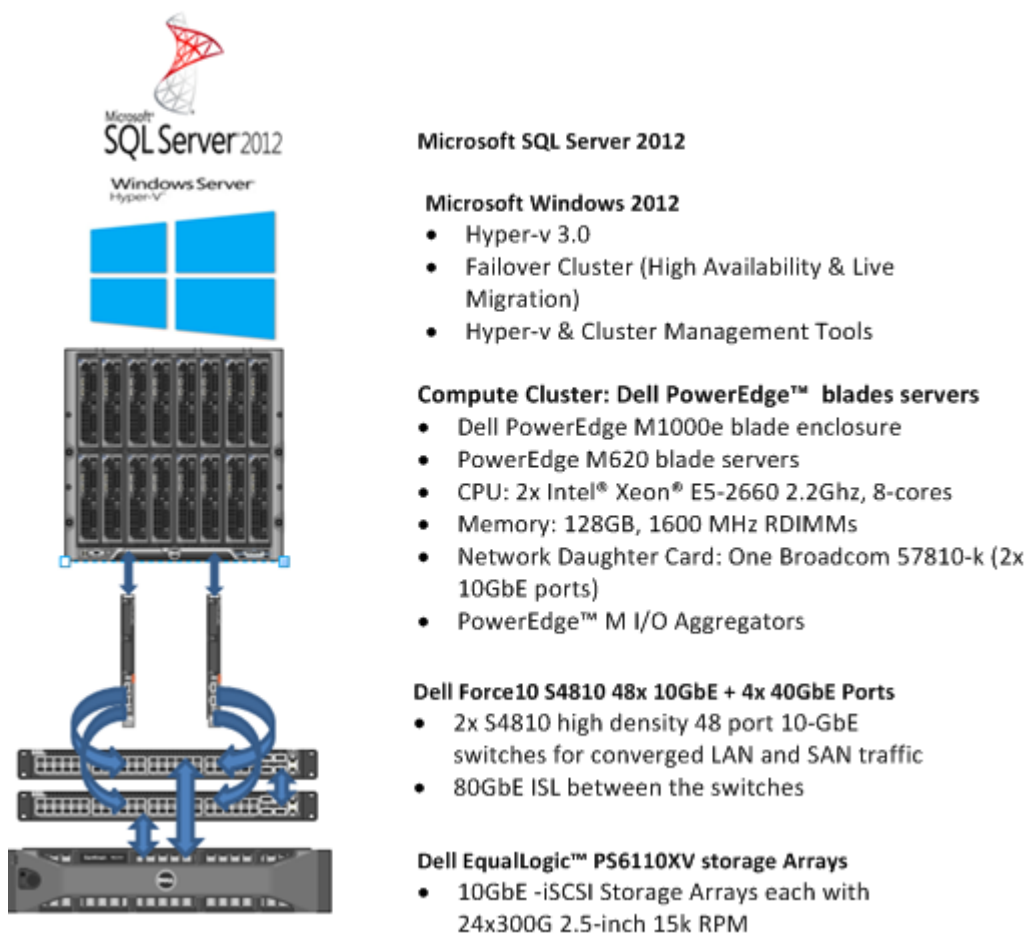 Microsoft®
SQL Server 2012
Windows Server
Hyper-V
Microsoft SQL Server 2012
Microsoft Windows 2012
• Hyper-v 3.0
• Failover Cluster (High Availability & Live
Migration)
• Hyper-v & Cluster Management Tools
Compute Cluster: Dell PowerEdge™ blades servers
• Dell PowerEdge M1000e blade enclosure
• PowerEdge M620 blade servers
• CPU: 2x Intel® Xeon® E5-2660 2.2Ghz, 8-cores
• Memory: 128GB, 1600 MHz RDIMMs
• Network Daughter Card: One Broadcom 57810-k (2x
10GbE ports)
• PowerEdge™ M I/O Aggregators
Dell Force10 S4810 48x 10GbE + 4x 40GbE Ports
• 2x S4810 high density 48 port 10-GbE
switches for converged LAN and SAN traffic
• 80GbE ISL between the switches
Dell EqualLogic™ PS6110XV storage Arrays
• 10GbE -iSCSI Storage Arrays each with
24x300G 2.5-inch 15k RPM